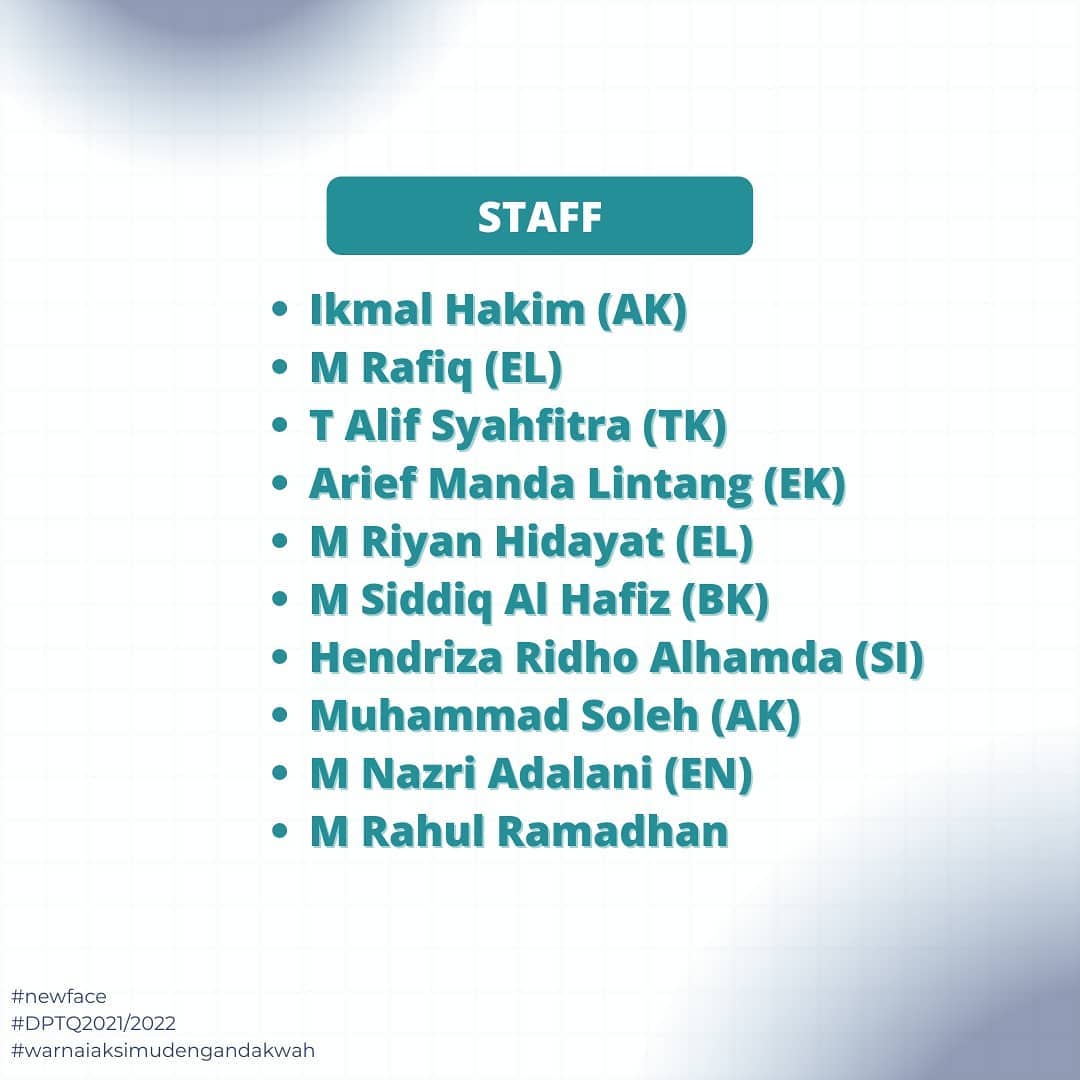 STAFF
• Ikmal Hakim (AK)
• M Rafiq (EL)
• T Alif Syahfitra (TK)
• Arief Manda Lintang (EK)
• M Riyan Hidayat (EL)
• M Siddiq Al Hafiz (BK)
• Hendriza Ridho Alhamda (SI)
• Muhammad Soleh (AK)
• M Nazri Adalani (EN)
• M Rahul Ramadhan
#newface
#DPTQ2021/2022
#warnaiaksimudengandakwah